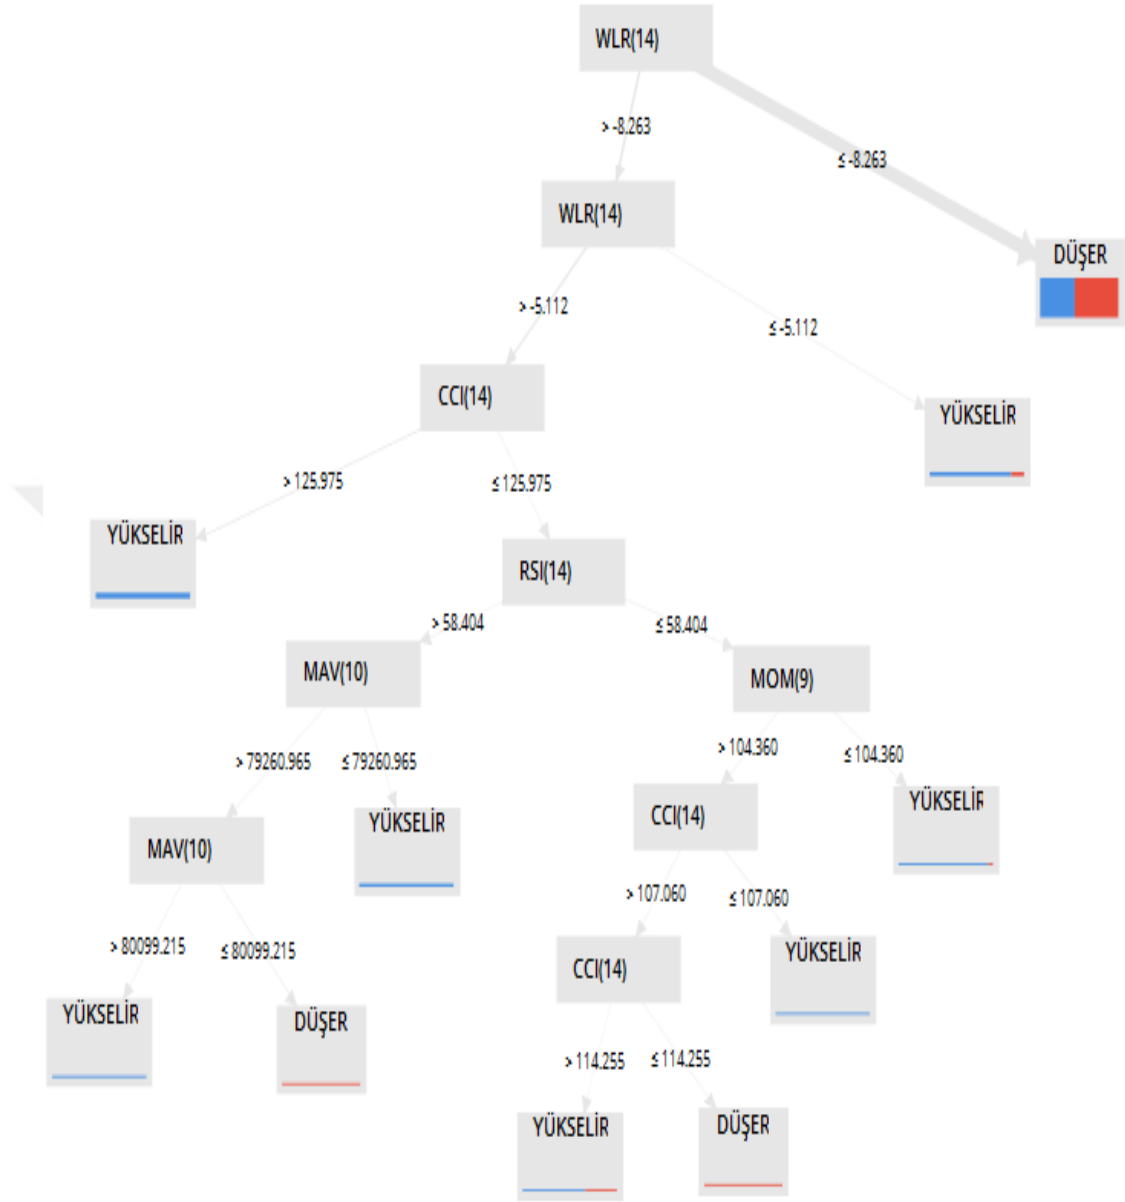 WLR(14)
> -8.263
≤ -8.263
WLR(14)
DÜŞER
> -5.112
≤ -5.112
CCI(14)
YÜKSELİR
> 125.975
≤ 125.975
YÜKSELİR
RSI(14)
> 58.404
≤ 58.404
MAV(10)
MOM(9)
> 79260.965
≤ 79260.965
> 104.360
≤ 104.360
MAV(10)
YÜKSELİR
CCI(14)
YÜKSELİR
> 80099.215
≤ 80099.215
> 107.060
≤ 107.060
YÜKSELİR
DÜŞER
CCI(14)
YÜKSELİR
> 114.255
≤ 114.255
YÜKSELİR
DÜŞER